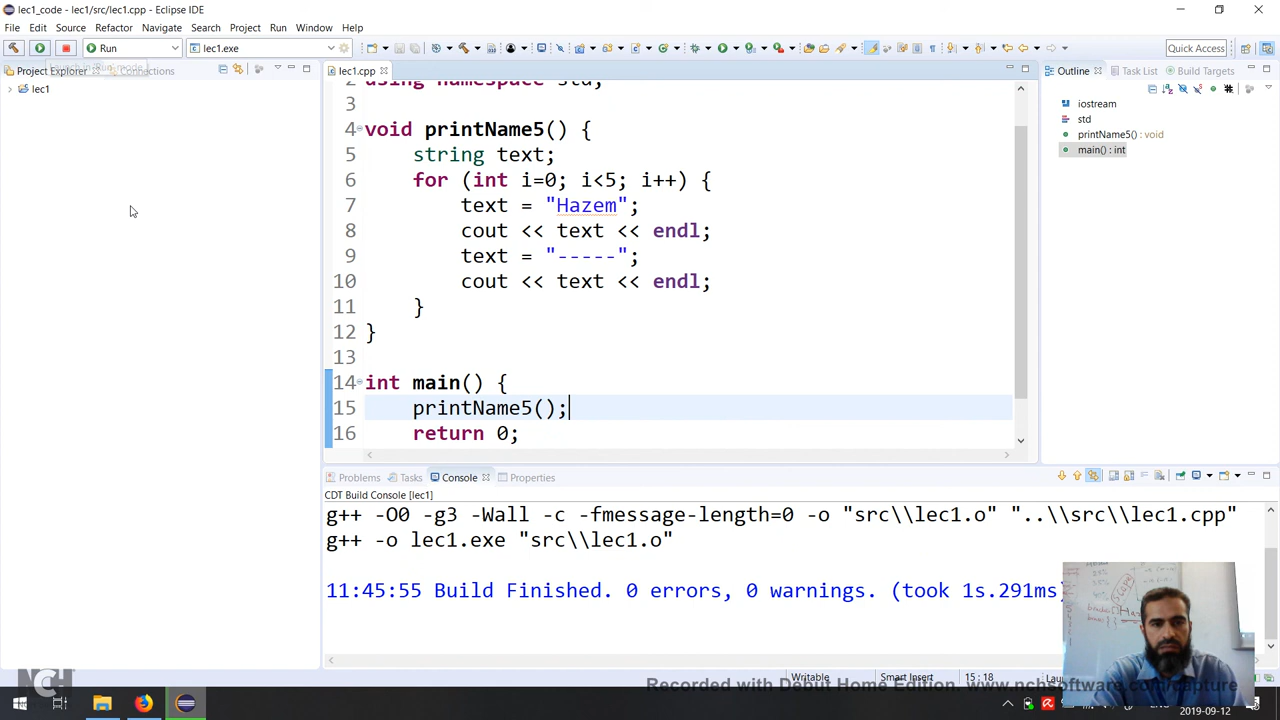 lec1_code - lec1/src/lec1.cpp - Eclipse IDE
File Edit Source Refactor Navigate Search Project Run Window Help
Run lec1.exe Quick Access
Project Explorer Connections
lec1
lec1.cpp
2 using namespace std;
3
4 void printName5() {
5 string text;
6 for (int i=0; i<5; i++) {
7 text = "Hazem";
8 cout << text << endl;
9 text = "-----";
10 cout << text << endl;
11 }
12 }
13
14 int main() {
15 printName5();
16 return 0;
Outline Task List Build Targets
iostream
std
printName5() : void
main() : int
Problems Tasks Console Properties
CDT Build Console [lec1]
g++ -O0 -g3 -Wall -c -fmessage-length=0 -o "src\\lec1.o" "..\\src\\lec1.cpp"
g++ -o lec1.exe "src\\lec1.o"
11:45:55 Build Finished. 0 errors, 0 warnings. (took 1s.291ms)
Writable Smart Insert 15 : 18
NCH
Recorded with Debut Home Edition. www.nchsoftware.com/capture
2019-09-12